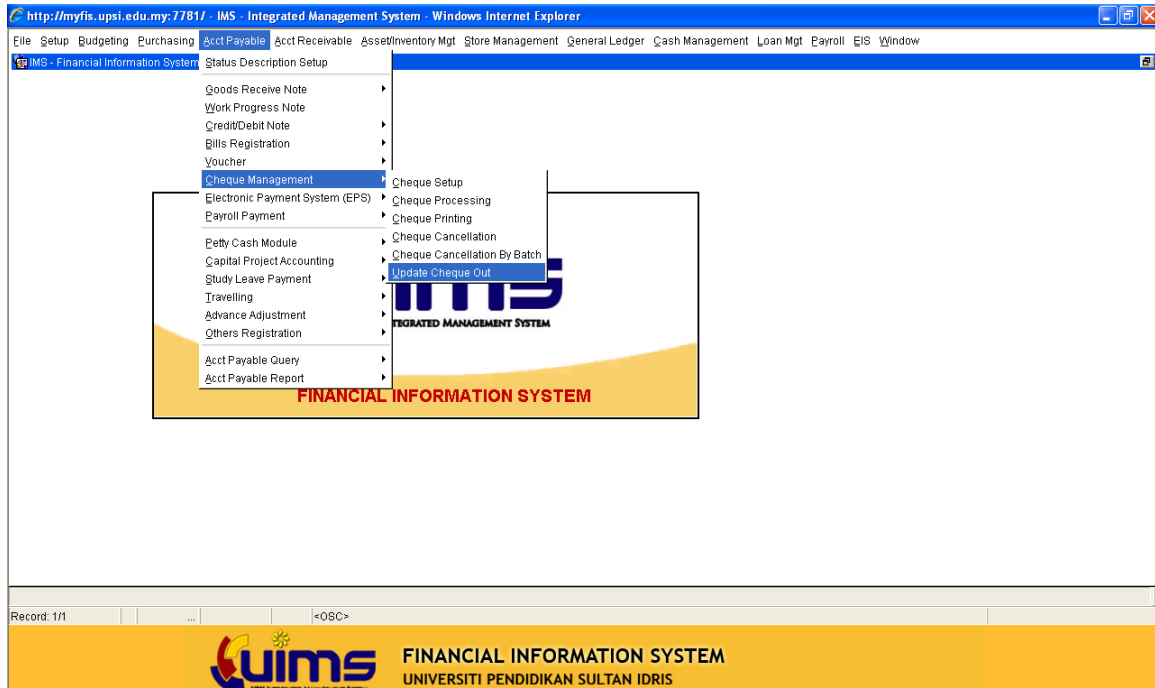 http://myfis.upsi.edu.my:7781/ - IMS - Integrated Management System - Windows Internet Explorer
File Setup Budgeting Purchasing Acct Payable Acct Receivable Asset/Inventory Mgt Store Management General Ledger Cash Management Loan Mgt Payroll EIS Window
IMS - Financial Information System
Status Description Setup
Goods Receive Note
Work Progress Note
Credit/Debit Note
Bills Registration
Voucher
Cheque Management
Electronic Payment System (EPS)
Payroll Payment
Petty Cash Module
Capital Project Accounting
Study Leave Payment
Travelling
Advance Adjustment
Others Registration
Acct Payable Query
Acct Payable Report
Cheque Setup
Cheque Processing
Cheque Printing
Cheque Cancellation
Cheque Cancellation By Batch
Update Cheque Out
MANAGEMENT SYSTEM
FINANCIAL INFORMATION SYSTEM
Record: 1/1 ... <OSC>
uims
FINANCIAL INFORMATION SYSTEM
UNIVERSITI PENDIDIKAN SULTAN IDRIS